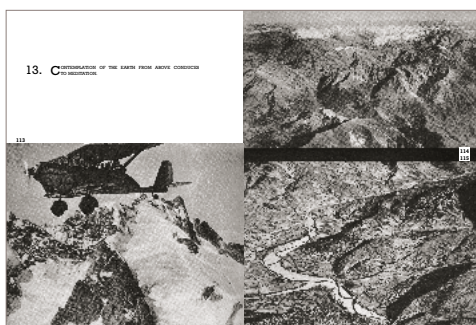 13. CONTEMPLATION OF THE EARTH FROM ABOVE CONDUCES
TO MEDITATION.
113
114
115